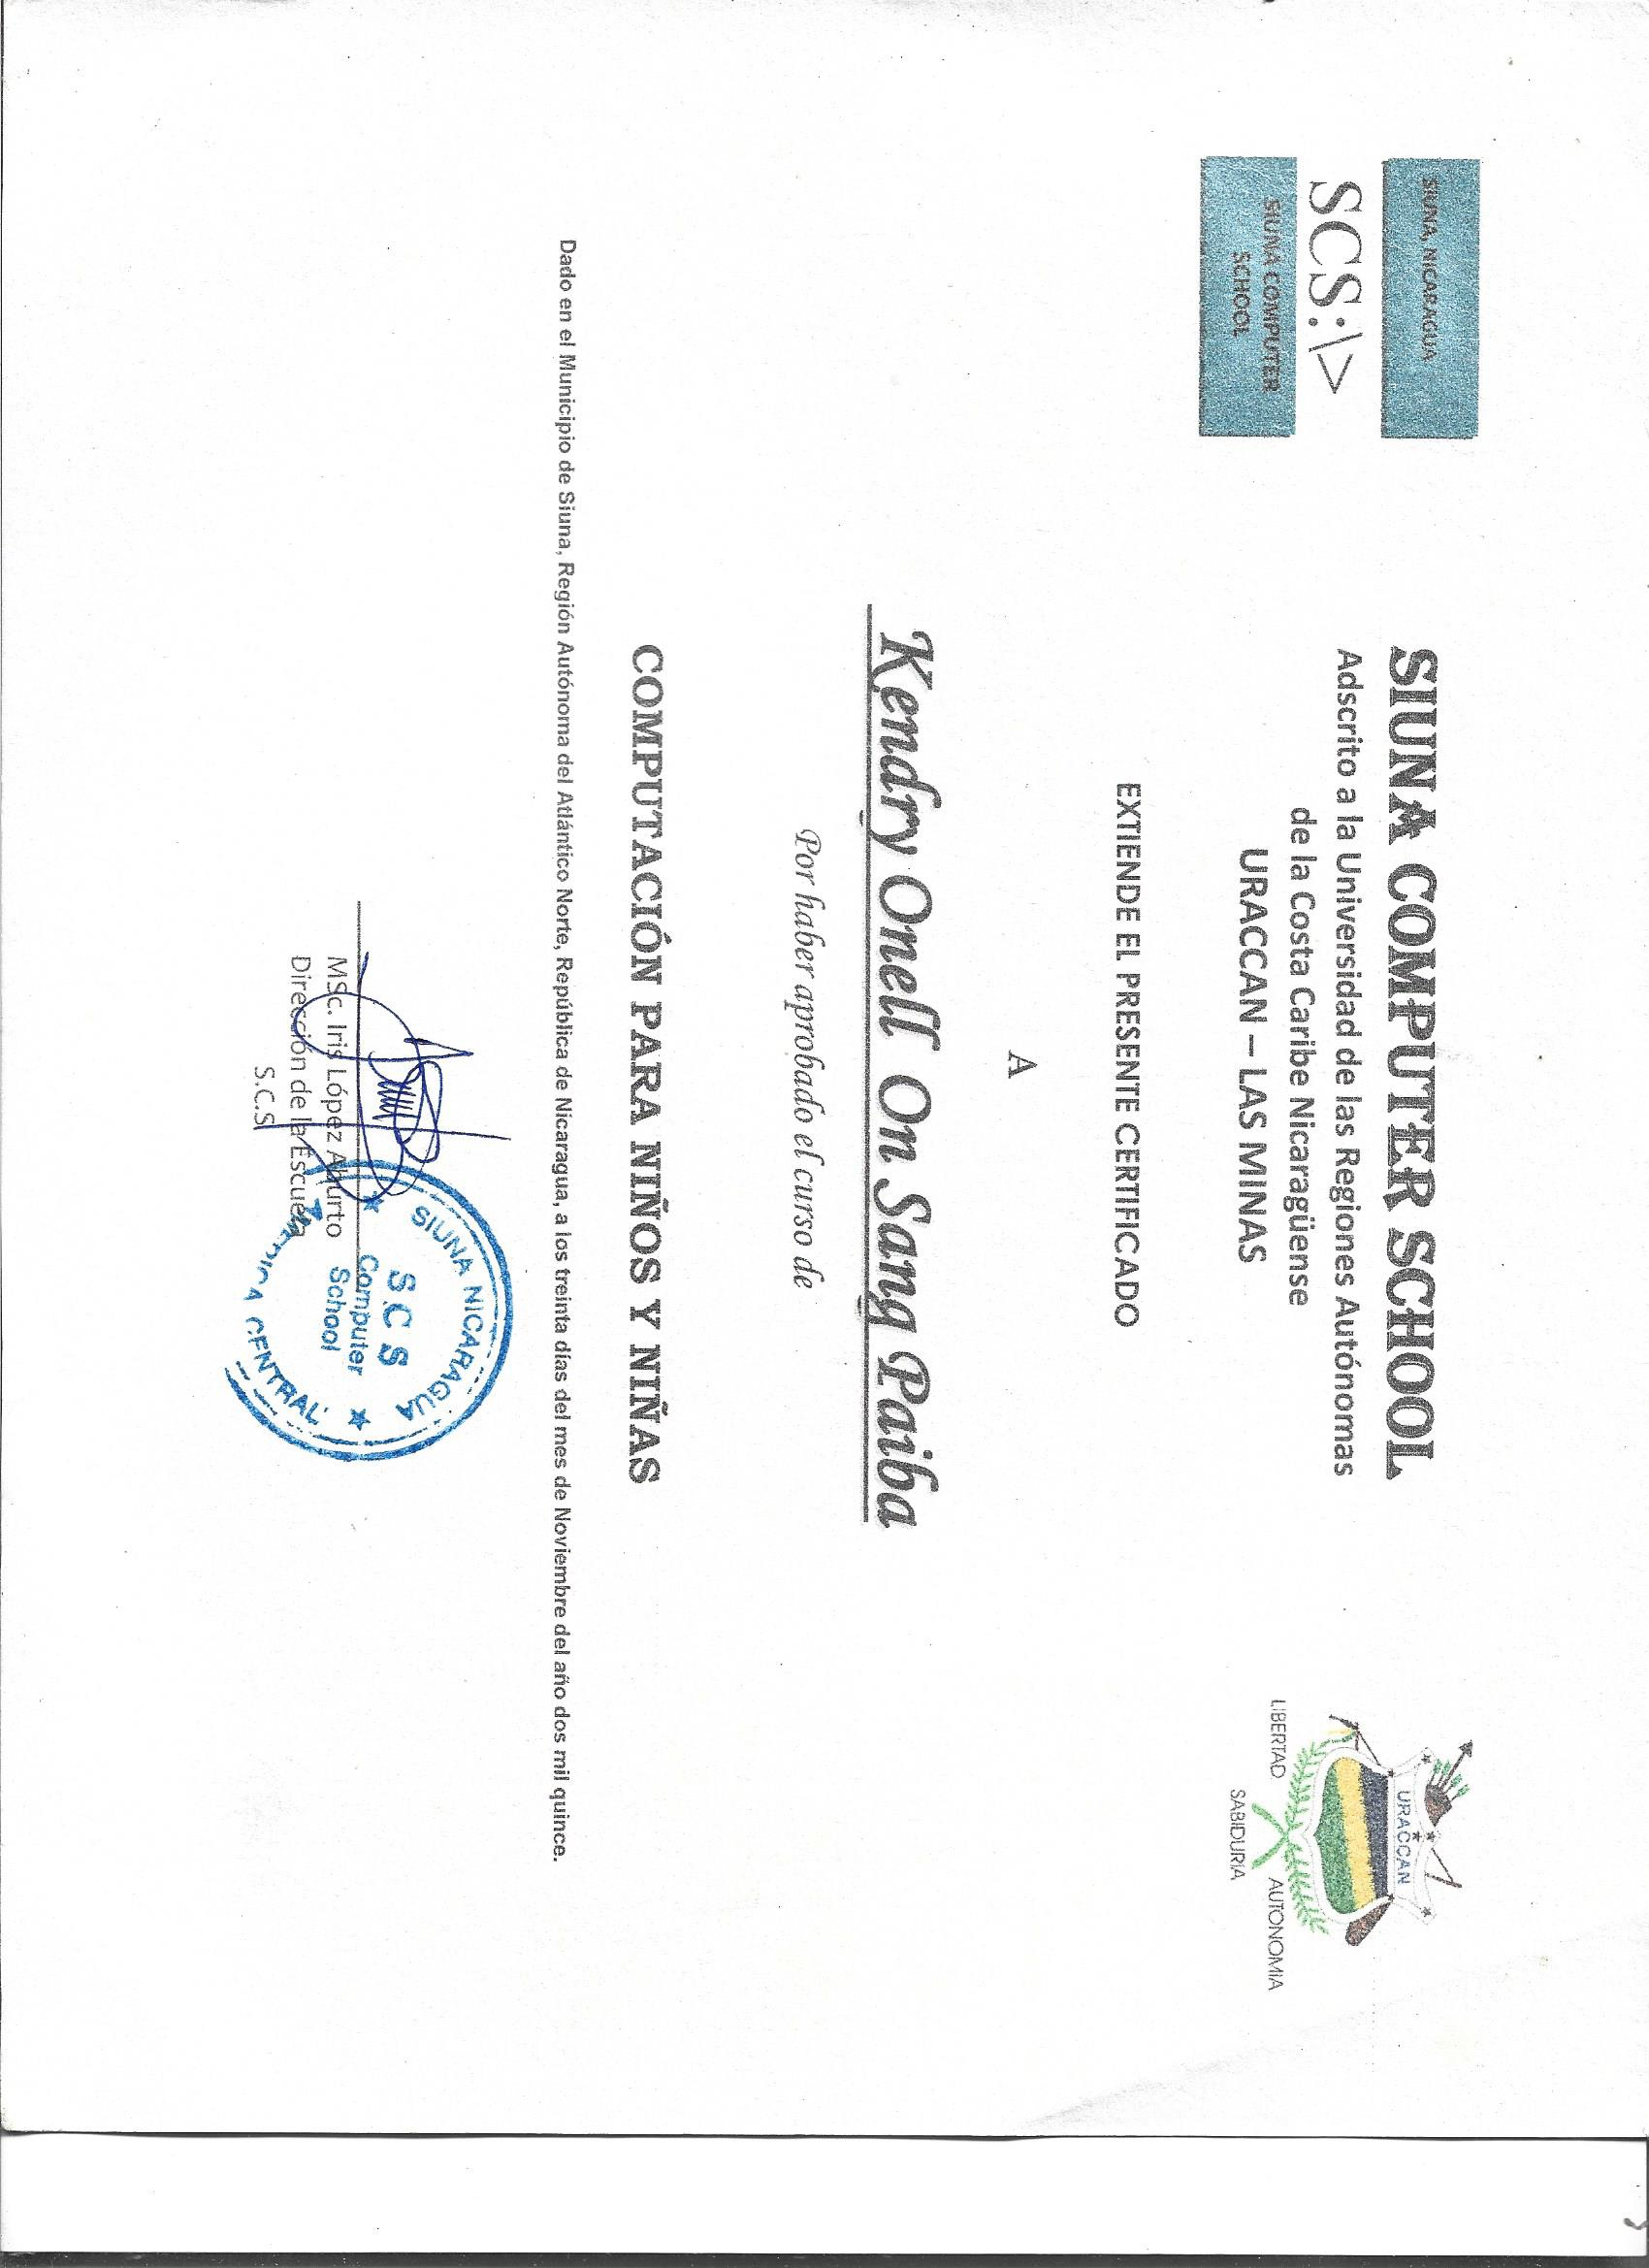 SIUNA, NICARAGUA
SCS:\>
SIUNA COMPUTER
SCHOOL
SIUNA COMPUTER SCHOOL
Adscrito a la Universidad de las Regiones Autónomas
de la Costa Caribe Nicaragüense
URACCAN – LAS MINAS
URACCAN
LIBERTAD
AUTONOMIA
SABIDURIA
EXTIENDE EL PRESENTE CERTIFICADO
A
Kendry Onell On Sang Paiba
Por haber aprobado el curso de
COMPUTACIÓN PARA NIÑOS Y NIÑAS
Dado en el Municipio de Siuna, Región Autónoma del Atlántico Norte, República de Nicaragua, a los treinta días del mes de Noviembre del año dos mil quince.
MSc. Iris López Aburto
Dirección de la Escuela
S.C.S
SIUNA NICARAGUA
S C S
Computer
School
CENTRAL